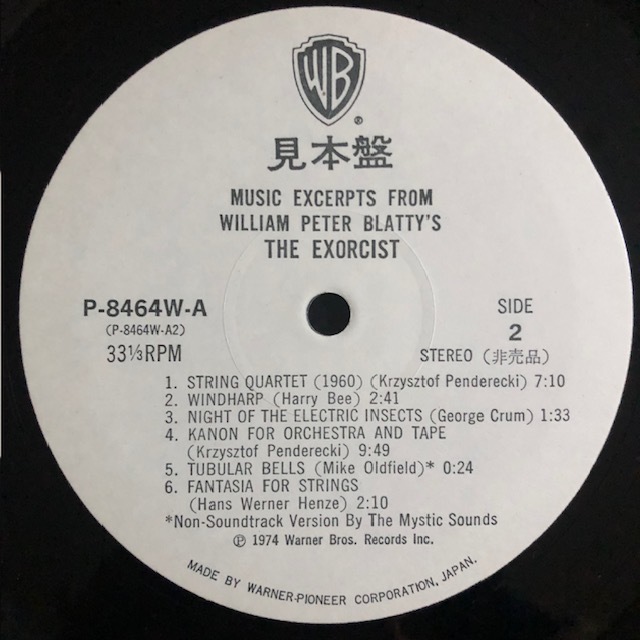 WB
®
見本盤
MUSIC EXCERPTS FROM
WILLIAM PETER BLATTY"S
THE EXORCIST
P-8464W-A
(P-8464W-A2)
33⅓RPM
SIDE
2
STEREO (非売品)
1. STRING QUARTET (1960) (Krzysztof Penderecki) 7:10
2. WINDHARP (Harry Bee) 2:41
3. NIGHT OF THE ELECTRIC INSECTS (George Crum) 1:33
4. KANON FOR ORCHESTRA AND TAPE
(Krzysztof Penderecki) 9:49
5. TUBULAR BELLS (Mike Oldfield)* 0:24
6. FANTASIA FOR STRINGS
(Hans Werner Henze) 2:10
*Non-Soundtrack Version By The Mystic Sounds
℗ 1974 Warner Bros. Records Inc.
MADE BY WARNER-PIONEER CORPORATION, JAPAN.